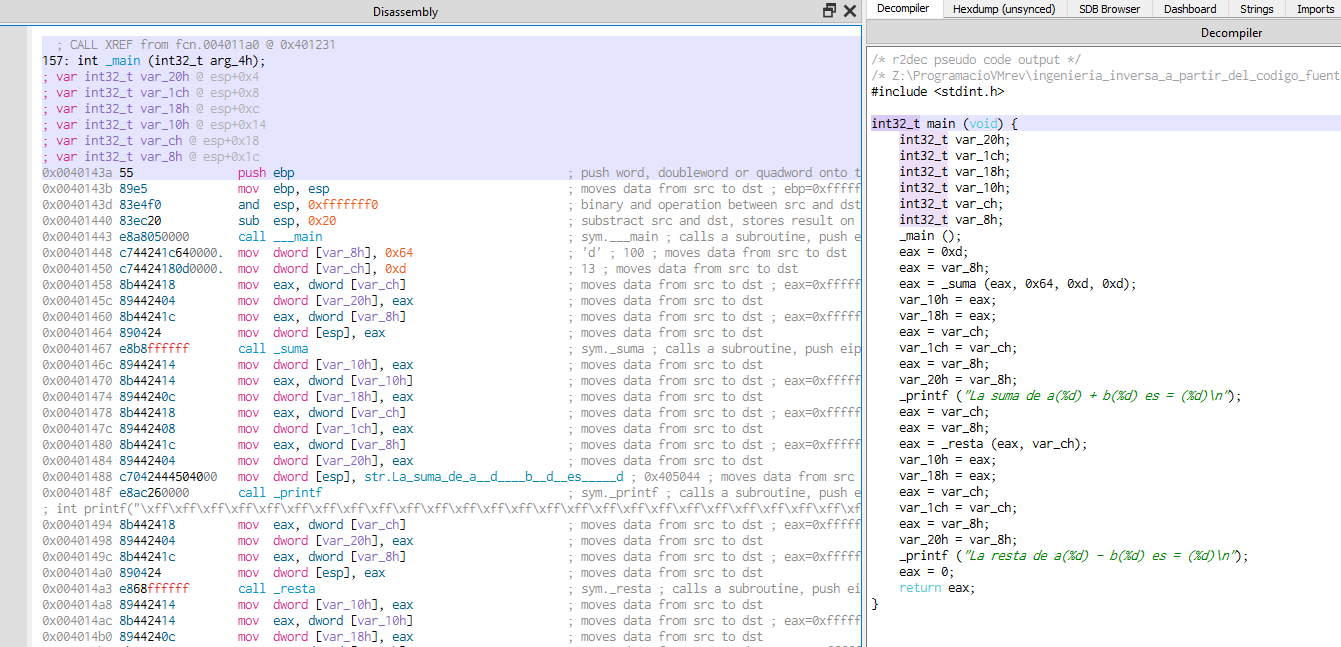 Disassembly
; CALL XREF from fcn.004011a0 @ 0x401231
157: int _main (int32_t arg_4h);
; var int32_t var_20h @ esp+0x4
; var int32_t var_1ch @ esp+0x8
; var int32_t var_18h @ esp+0xc
; var int32_t var_10h @ esp+0x14
; var int32_t var_ch @ esp+0x18
; var int32_t var_8h @ esp+0x1c
0x0040143a 55 push ebp ; push word, doubleword or quadword onto t
0x0040143b 89e5 mov ebp, esp ; moves data from src to dst ; ebp=0xfffff
0x0040143d 83e4f0 and esp, 0xfffffff0 ; binary and operation between src and dst
0x00401440 83ec20 sub esp, 0x20 ; substract src and dst, stores result on
0x00401443 e8a8050000 call ___main ; sym.___main ; calls a subroutine, push e
0x00401448 c744241c640000. mov dword [var_8h], 0x64 ; 'd' ; 100 ; moves data from src to dst
0x00401450 c74424180d0000. mov dword [var_ch], 0xd ; 13 ; moves data from src to dst
0x00401458 8b442418 mov eax, dword [var_ch] ; moves data from src to dst ; eax=0xfffff
0x0040145c 89442404 mov dword [var_20h], eax ; moves data from src to dst
0x00401460 8b44241c mov eax, dword [var_8h] ; moves data from src to dst ; eax=0xfffff
0x00401464 890424 mov dword [esp], eax ; moves data from src to dst
0x00401467 e8b8ffffff call _suma ; sym._suma ; calls a subroutine, push eip
0x0040146c 89442414 mov dword [var_10h], eax ; moves data from src to dst
0x00401470 8b442414 mov eax, dword [var_10h] ; moves data from src to dst ; eax=0xfffff
0x00401474 8944240c mov dword [var_18h], eax ; moves data from src to dst
0x00401478 8b442418 mov eax, dword [var_ch] ; moves data from src to dst ; eax=0xfffff
0x0040147c 89442408 mov dword [var_1ch], eax ; moves data from src to dst
0x00401480 8b44241c mov eax, dword [var_8h] ; moves data from src to dst ; eax=0xfffff
0x00401484 89442404 mov dword [var_20h], eax ; moves data from src to dst
0x00401488 c7042444504000 mov dword [esp], str.La_suma_de_a__d____b__d__es_____d ; 0x405044 ; moves data from src
0x0040148f e8ac260000 call _printf ; sym._printf ; calls a subroutine, push e
; int printf("\xff\xff\xff\xff\xff\xff\xff\xff\xff\xff\xff\xff\xff\xff\xff\xff\xff\xff\xff\xff\xff\xff\xff\xf
0x00401494 8b442418 mov eax, dword [var_ch] ; moves data from src to dst ; eax=0xfffff
0x00401498 89442404 mov dword [var_20h], eax ; moves data from src to dst
0x0040149c 8b44241c mov eax, dword [var_8h] ; moves data from src to dst ; eax=0xfffff
0x004014a0 890424 mov dword [esp], eax ; moves data from src to dst
0x004014a3 e868ffffff call _resta ; sym._resta ; calls a subroutine, push ei
0x004014a8 89442414 mov dword [var_10h], eax ; moves data from src to dst
0x004014ac 8b442414 mov eax, dword [var_10h] ; moves data from src to dst ; eax=0xfffff
0x004014b0 8944240c mov dword [var_18h], eax ; moves data from src to dst
Decompiler Hexdump (unsynced) SDB Browser Dashboard Strings Imports
Decompiler
/* r2dec pseudo code output */
/* Z:\ProgramacioVMrev\ingenieria_inversa_a_partir_del_codigo_fuent
#include <stdint.h>
int32_t main (void) {
int32_t var_20h;
int32_t var_1ch;
int32_t var_18h;
int32_t var_10h;
int32_t var_ch;
int32_t var_8h;
_main ();
eax = 0xd;
eax = var_8h;
eax = _suma (eax, 0x64, 0xd, 0xd);
var_10h = eax;
var_18h = eax;
eax = var_ch;
var_1ch = var_ch;
eax = var_8h;
var_20h = var_8h;
_printf ("La suma de a(%d) + b(%d) es = (%d)\n");
eax = var_ch;
eax = var_8h;
eax = _resta (eax, var_ch);
var_10h = eax;
var_18h = eax;
eax = var_ch;
var_1ch = var_ch;
eax = var_8h;
var_20h = var_8h;
_printf ("La resta de a(%d) - b(%d) es = (%d)\n");
eax = 0;
return eax;
}